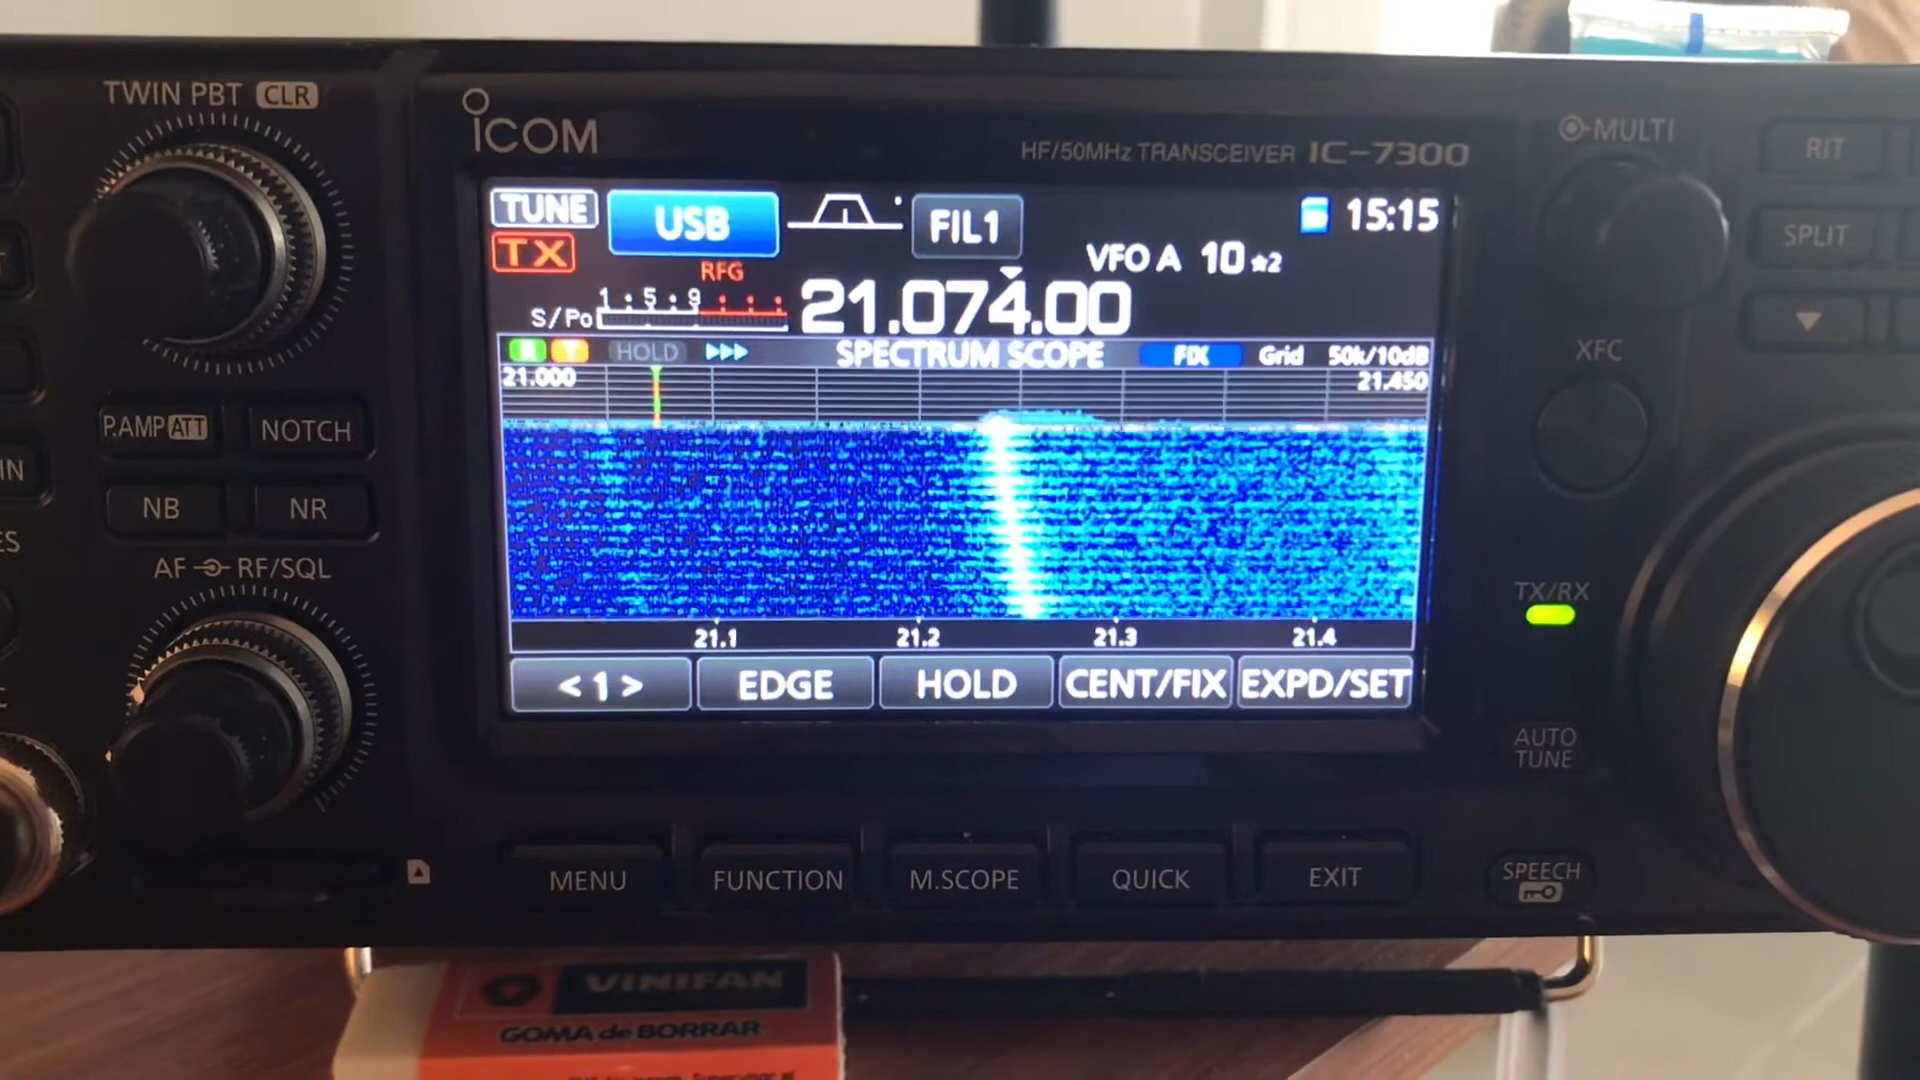 TWIN PBT CLR
ICOM
HF/50MHz TRANSCEIVER IC-7300
MULTI
RIT
TUNE
USB
FIL1
15:15
TX
VFO A 10 ★2
SPLIT
RFG
1 · 5 · 9
S/Po
21.074.00
R T HOLD SPECTRUM SCOPE FIX Grid 50k/10dB
21.000
21.450
XFC
P.AMP ATT
NOTCH
NB
NR
AF RF/SQL
TX/RX
21.1 21.2 21.3 21.4
< 1 > EDGE HOLD CENT/FIX EXPD/SET
AUTO
TUNE
MENU FUNCTION M.SCOPE QUICK EXIT
SPEECH
VINIFAN
GOMA de BORRAR